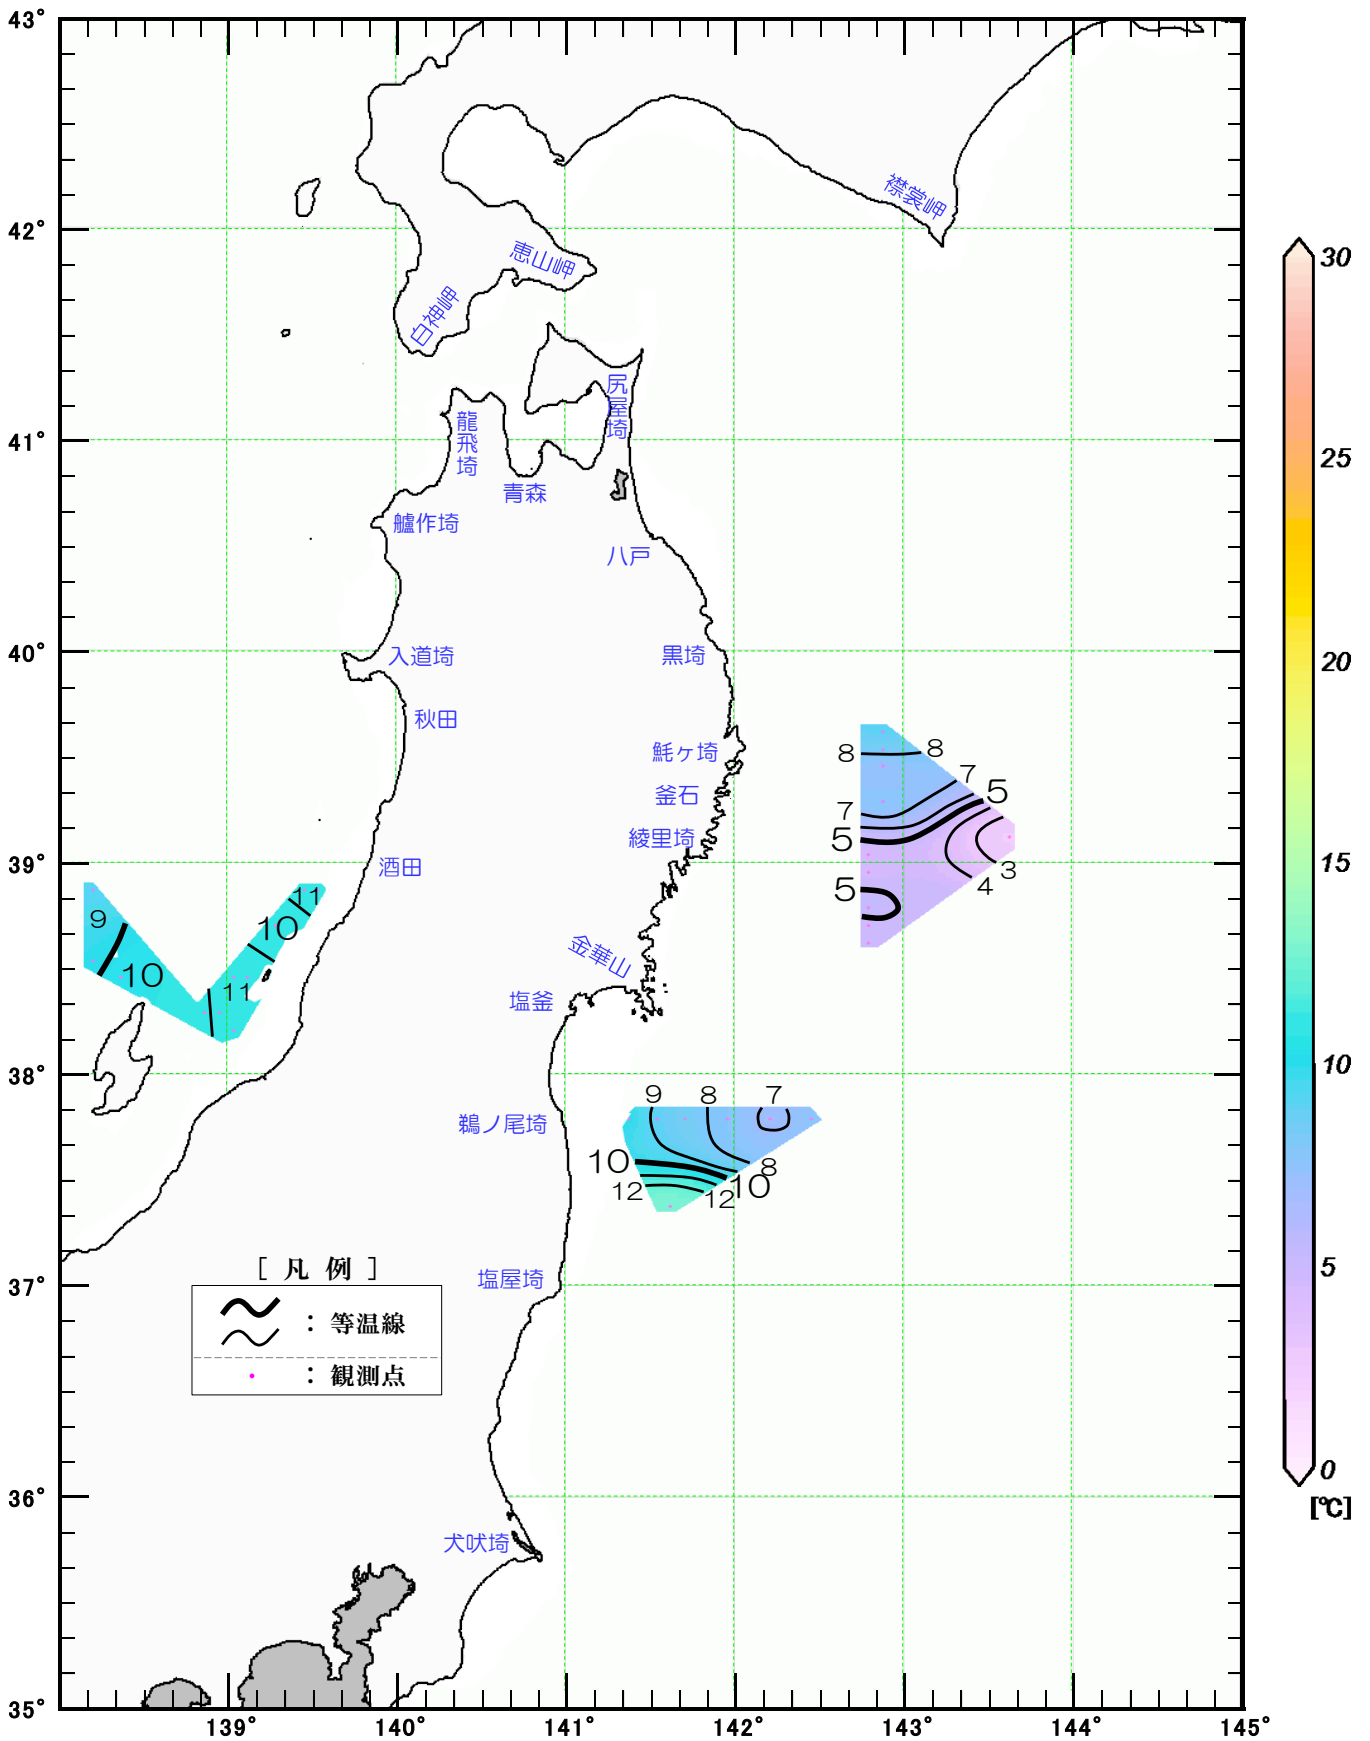 43°
42°
41°
40°
39°
38°
37°
36°
35°
139°
140°
141°
142°
143°
144°
145°
襟裳岬
恵山岬
白神岬
尻屋埼
龍飛埼
青森
艫作埼
八戸
入道埼
黒埼
秋田
魹ヶ埼
釜石
綾里埼
酒田
金華山
塩釜
鵜ノ尾埼
塩屋埼
犬吠埼
8
8
7
7
5
5
5
4
3
9
10
11
10
11
9
8
7
10
8
12
12
10
[ 凡 例 ]
: 等温線
: 観測点
30
25
20
15
10
5
0
[℃]